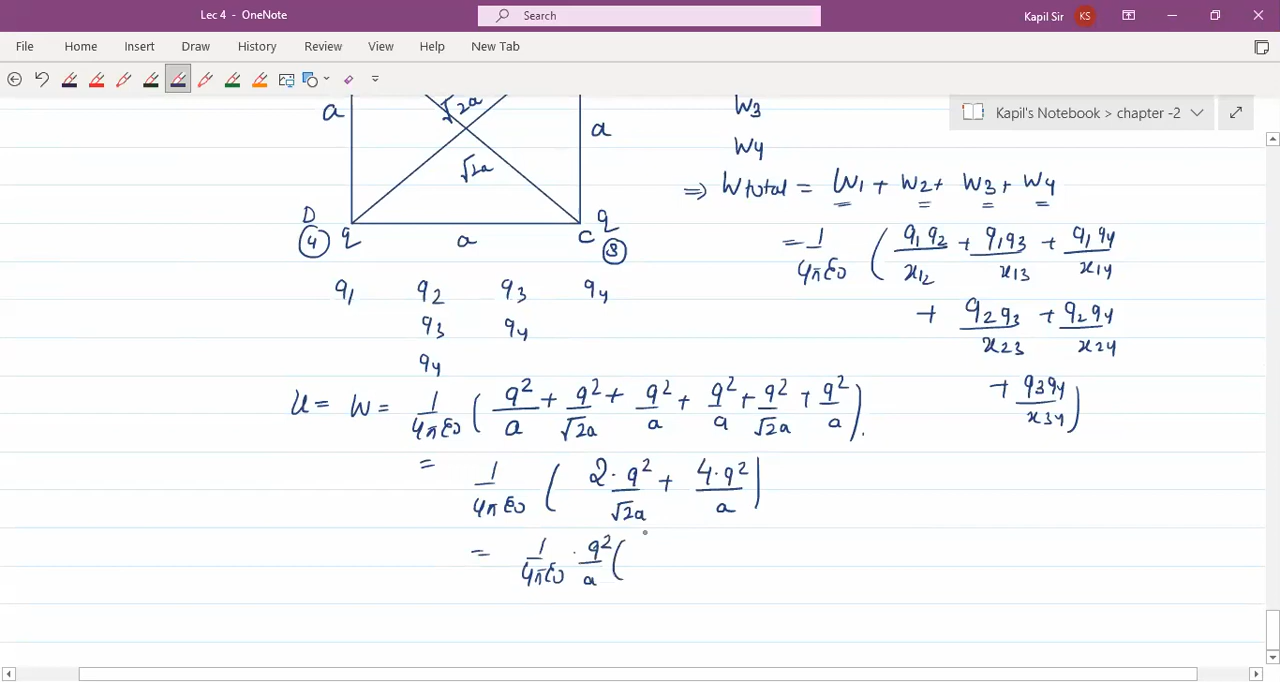 Lec 4 - OneNote
Search
Kapil Sir KS
File Home Insert Draw History Review View Help New Tab
Kapil's Notebook > chapter -2
a √2a a
√2a
D ④ q a C q ③
q1 q2 q3 q4
q3 q4
q4
W3
W4
⇒ Wtotal = W1 + W2 + W3 + W4
= 1/4πε0 ( q1q2/x12 + q1q3/x13 + q1q4/x14
+ q2q3/x23 + q2q4/x24
+ q3q4/x34 )
U = W = 1/4πε0 ( q²/a + q²/√2a + q²/a + q²/a + q²/√2a + q²/a ).
= 1/4πε0 ( 2·q²/√2a + 4·q²/a )
= 1/4πε0 · q²/a (